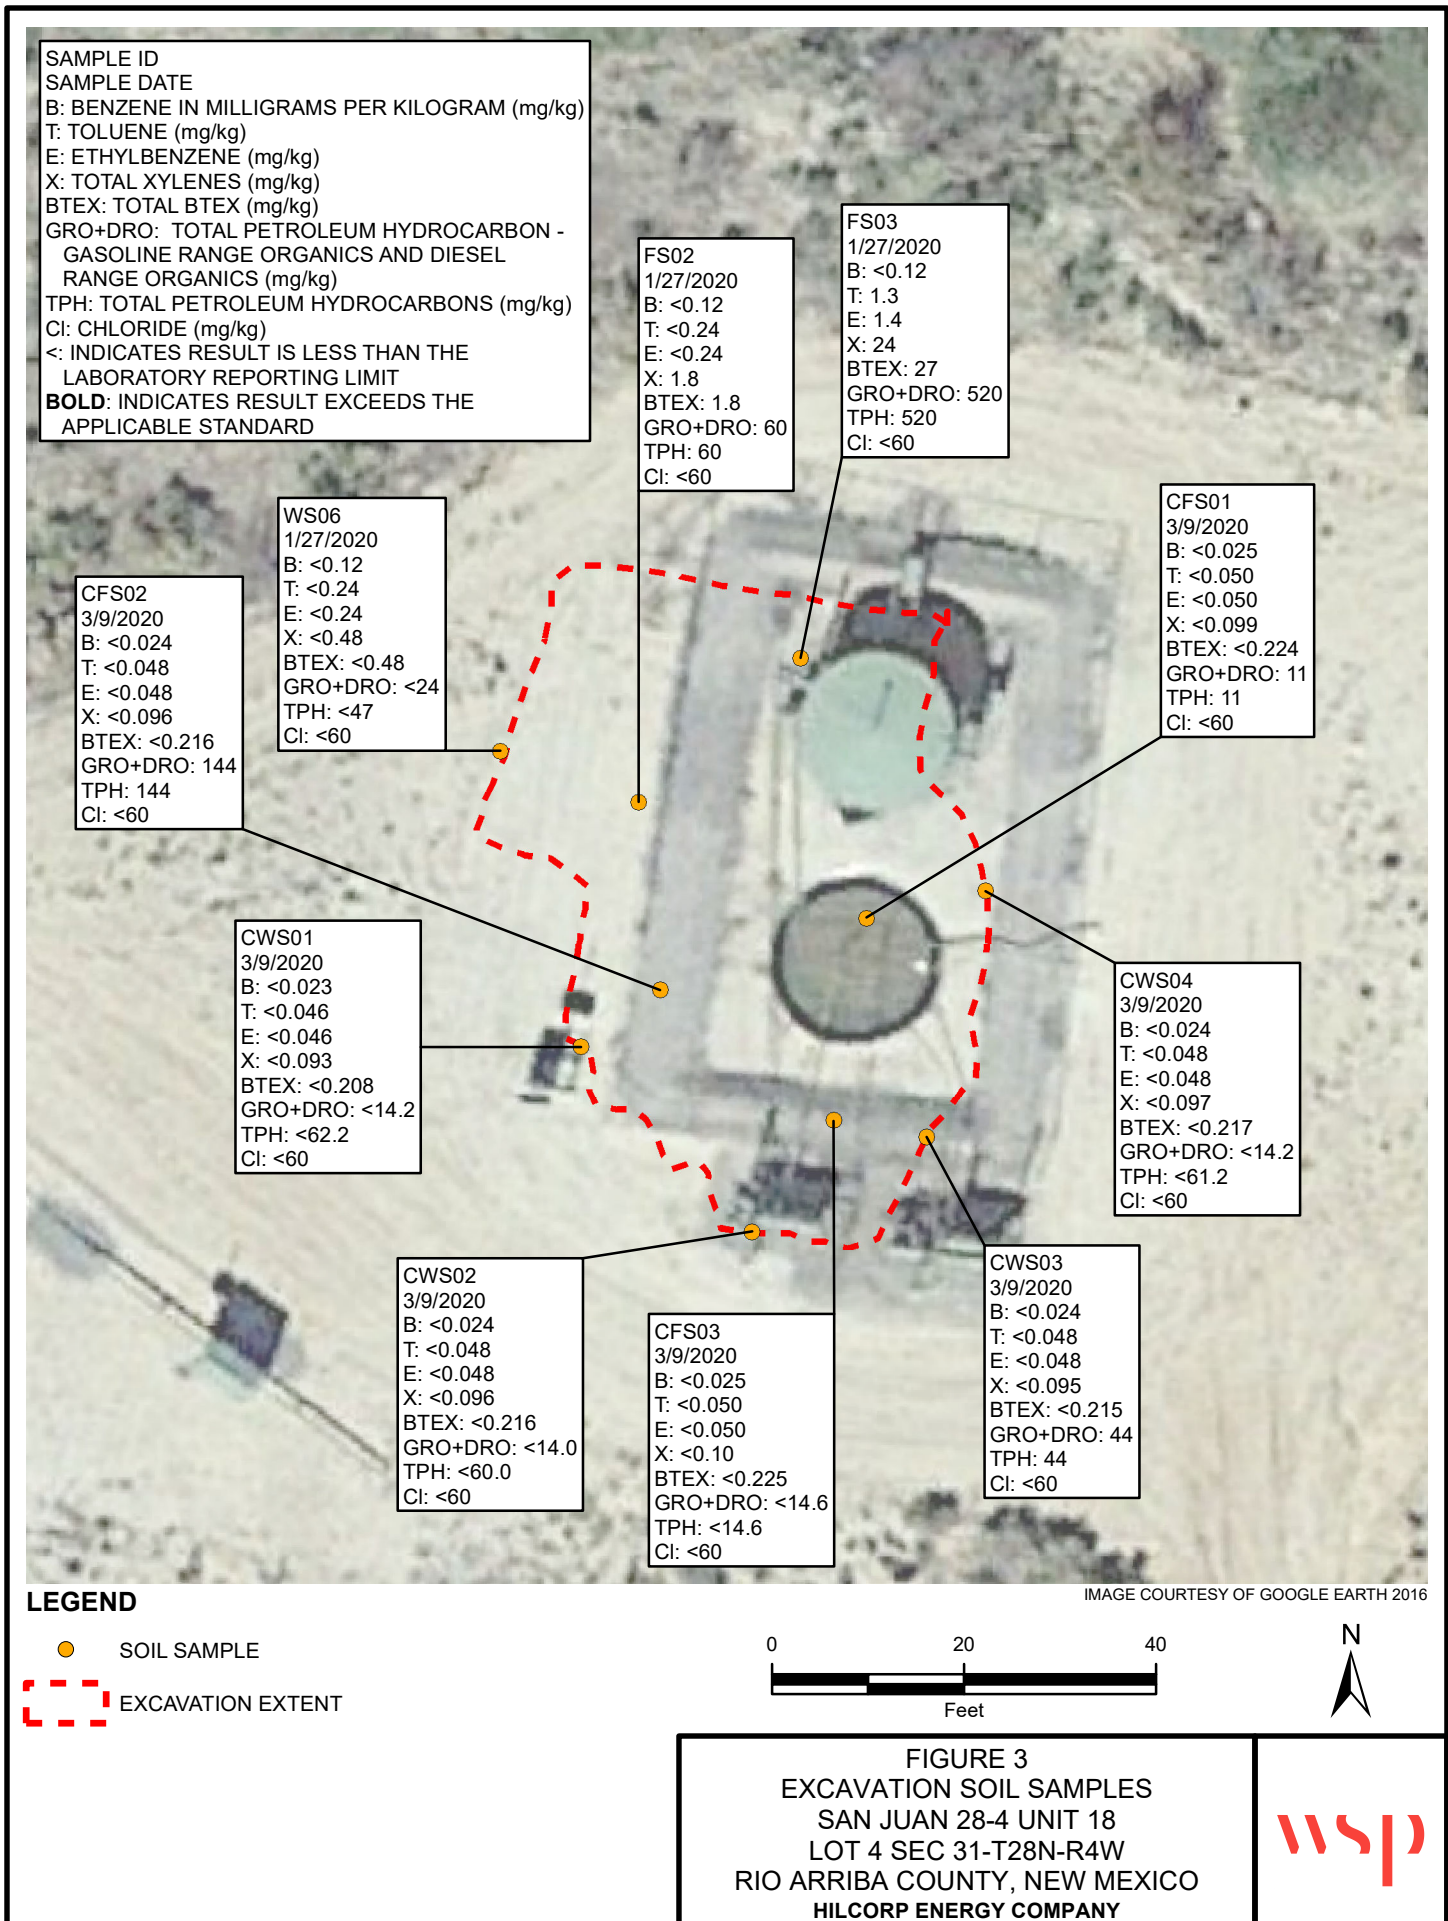 SAMPLE ID
SAMPLE DATE
B: BENZENE IN MILLIGRAMS PER KILOGRAM (mg/kg)
T: TOLUENE (mg/kg)
E: ETHYLBENZENE (mg/kg)
X: TOTAL XYLENES (mg/kg)
BTEX: TOTAL BTEX (mg/kg)
GRO+DRO: TOTAL PETROLEUM HYDROCARBON -
GASOLINE RANGE ORGANICS AND DIESEL
RANGE ORGANICS (mg/kg)
TPH: TOTAL PETROLEUM HYDROCARBONS (mg/kg)
Cl: CHLORIDE (mg/kg)
<: INDICATES RESULT IS LESS THAN THE
LABORATORY REPORTING LIMIT
BOLD: INDICATES RESULT EXCEEDS THE
APPLICABLE STANDARD
FS02
1/27/2020
B: <0.12
T: <0.24
E: <0.24
X: 1.8
BTEX: 1.8
GRO+DRO: 60
TPH: 60
Cl: <60
FS03
1/27/2020
B: <0.12
T: 1.3
E: 1.4
X: 24
BTEX: 27
GRO+DRO: 520
TPH: 520
Cl: <60
WS06
1/27/2020
B: <0.12
T: <0.24
E: <0.24
X: <0.48
BTEX: <0.48
GRO+DRO: <24
TPH: <47
Cl: <60
CFS01
3/9/2020
B: <0.025
T: <0.050
E: <0.050
X: <0.099
BTEX: <0.224
GRO+DRO: 11
TPH: 11
Cl: <60
CFS02
3/9/2020
B: <0.024
T: <0.048
E: <0.048
X: <0.096
BTEX: <0.216
GRO+DRO: 144
TPH: 144
Cl: <60
CWS01
3/9/2020
B: <0.023
T: <0.046
E: <0.046
X: <0.093
BTEX: <0.208
GRO+DRO: <14.2
TPH: <62.2
Cl: <60
CWS04
3/9/2020
B: <0.024
T: <0.048
E: <0.048
X: <0.097
BTEX: <0.217
GRO+DRO: <14.2
TPH: <61.2
Cl: <60
CWS02
3/9/2020
B: <0.024
T: <0.048
E: <0.048
X: <0.096
BTEX: <0.216
GRO+DRO: <14.0
TPH: <60.0
Cl: <60
CFS03
3/9/2020
B: <0.025
T: <0.050
E: <0.050
X: <0.10
BTEX: <0.225
GRO+DRO: <14.6
TPH: <14.6
Cl: <60
CWS03
3/9/2020
B: <0.024
T: <0.048
E: <0.048
X: <0.095
BTEX: <0.215
GRO+DRO: 44
TPH: 44
Cl: <60
IMAGE COURTESY OF GOOGLE EARTH 2016
LEGEND
SOIL SAMPLE
EXCAVATION EXTENT
0 20 40
Feet
N
FIGURE 3
EXCAVATION SOIL SAMPLES
SAN JUAN 28-4 UNIT 18
LOT 4 SEC 31-T28N-R4W
RIO ARRIBA COUNTY, NEW MEXICO
HILCORP ENERGY COMPANY
wsp